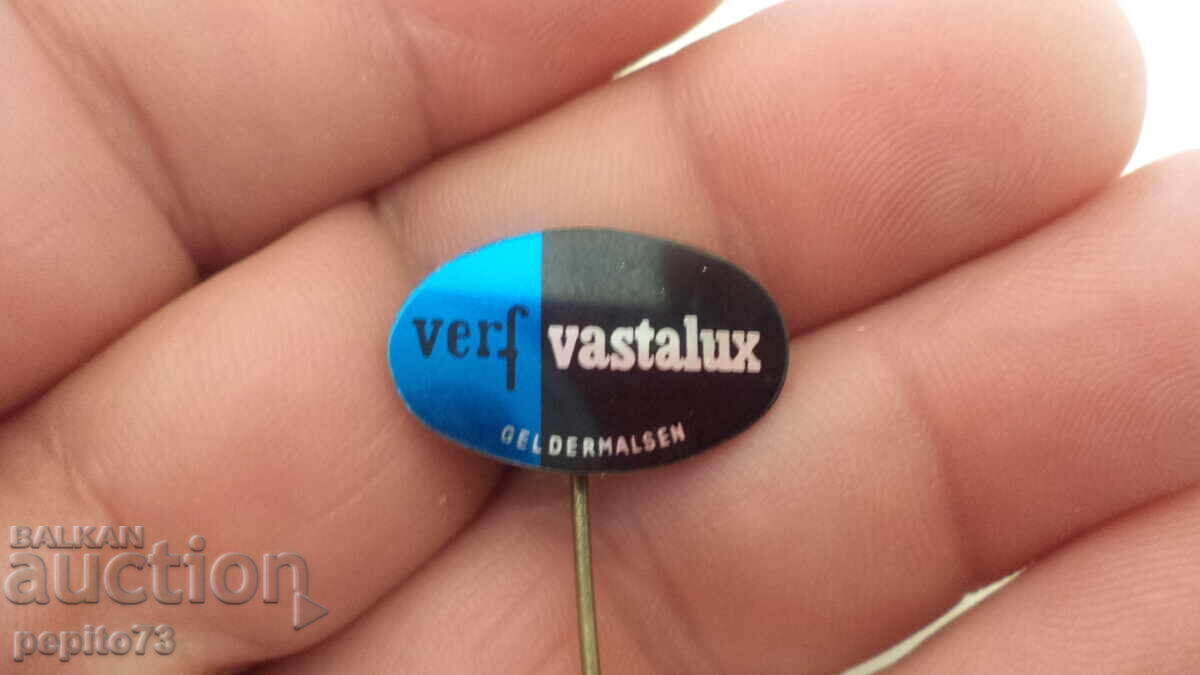 verf vastalux
GELDERMALSEN
BALKAN
auction
pepito73